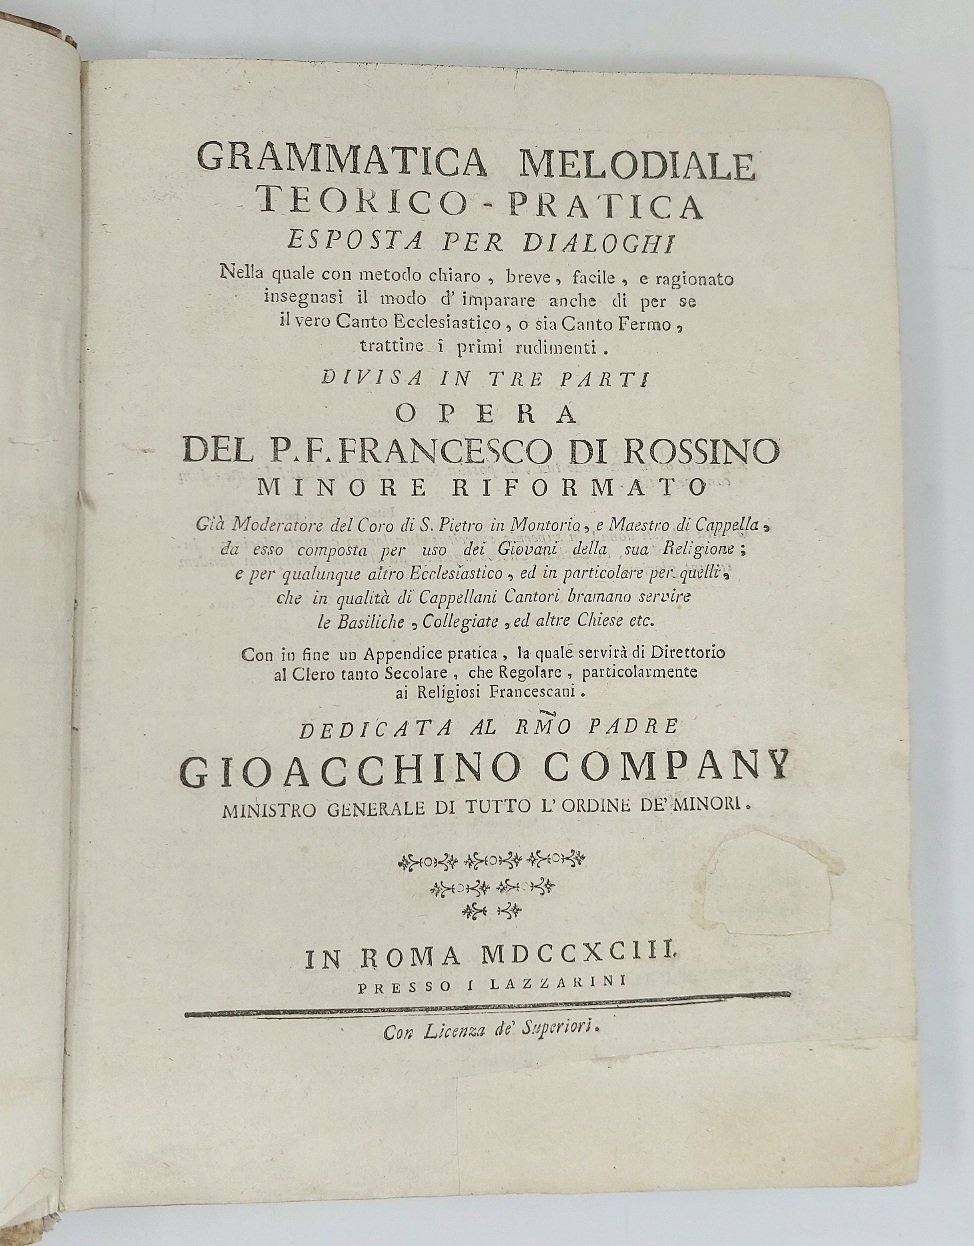 GRAMMATICA MELODIALE
TEORICO - PRATICA
ESPOSTA PER DIALOGHI
Nella quale con metodo chiaro, breve, facile, e ragionato
insegnasi il modo d' imparare anche di per se
il vero Canto Ecclesiastico, o sia Canto Fermo,
trattine i primi rudimenti.
DIVISA IN TRE PARTI
OPERA
DEL P. F. FRANCESCO DI ROSSINO
MINORE RIFORMATO
Già Moderatore del Coro di S. Pietro in Montorio, e Maestro di Cappella,
da esso composta per uso dei Giovani della sua Religione;
e per qualunque altro Ecclesiastico, ed in particolare per quelli,
che in qualità di Cappellani Cantori bramano servire
le Basiliche, Collegiate, ed altre Chiese etc.
Con in fine un Appendice pratica, la quale servirà di Direttorio
al Clero tanto Secolare, che Regolare, particolarmente
ai Religiosi Francescani.
DEDICATA AL RM̃O PADRE
GIOACCHINO COMPANY
MINISTRO GENERALE DI TUTTO L' ORDINE DE' MINORI.
IN ROMA MDCCXCIII.
PRESSO I LAZZARINI
Con Licenza de' Superiori.